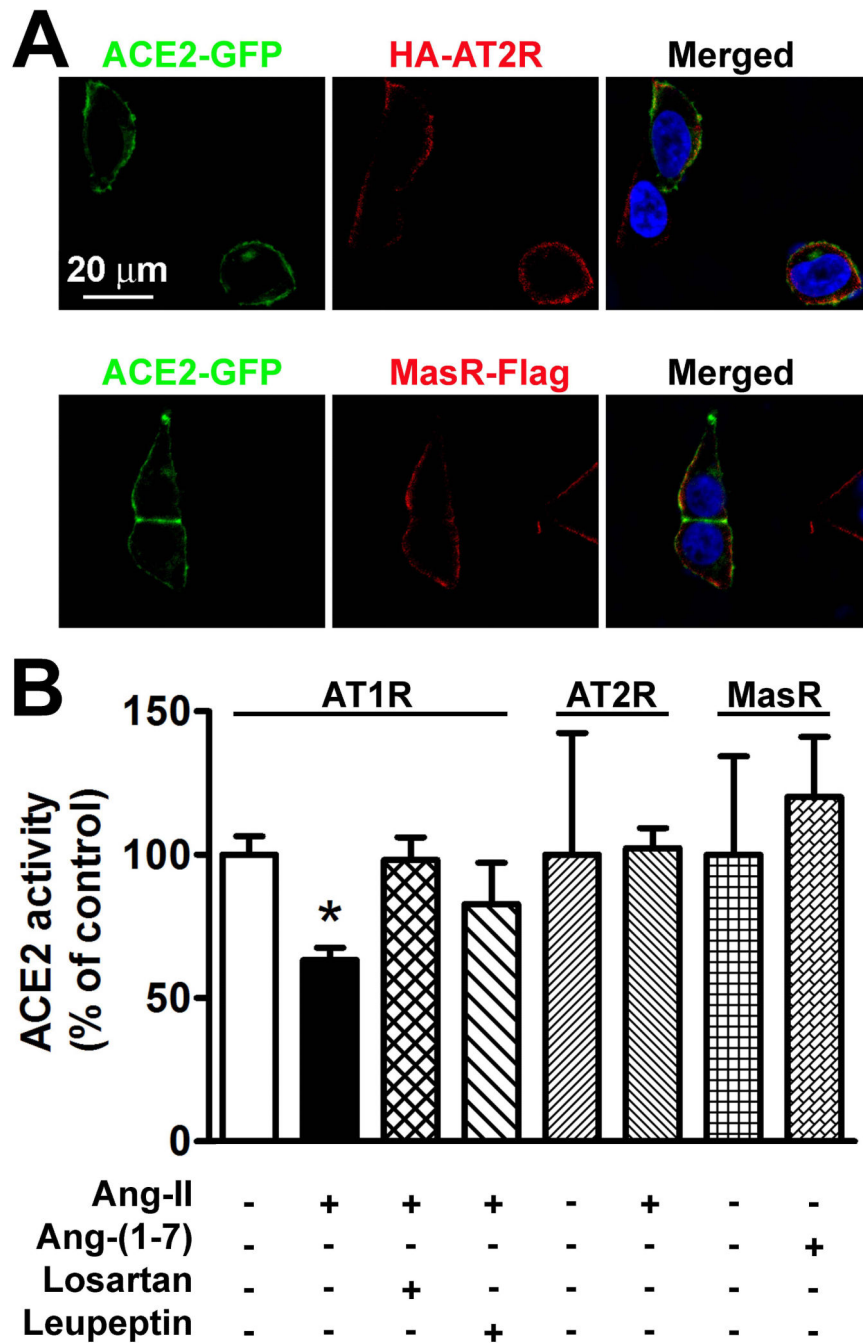 A
ACE2-GFP HA-AT2R Merged
20 μm
ACE2-GFP MasR-Flag Merged
B
AT1R AT2R MasR
150
100
50
0
ACE2 activity
(% of control)
*
Ang-II - + + + - + - -
Ang-(1-7) - - - - - - - +
Losartan - - + - - - - -
Leupeptin - - - + - - - -